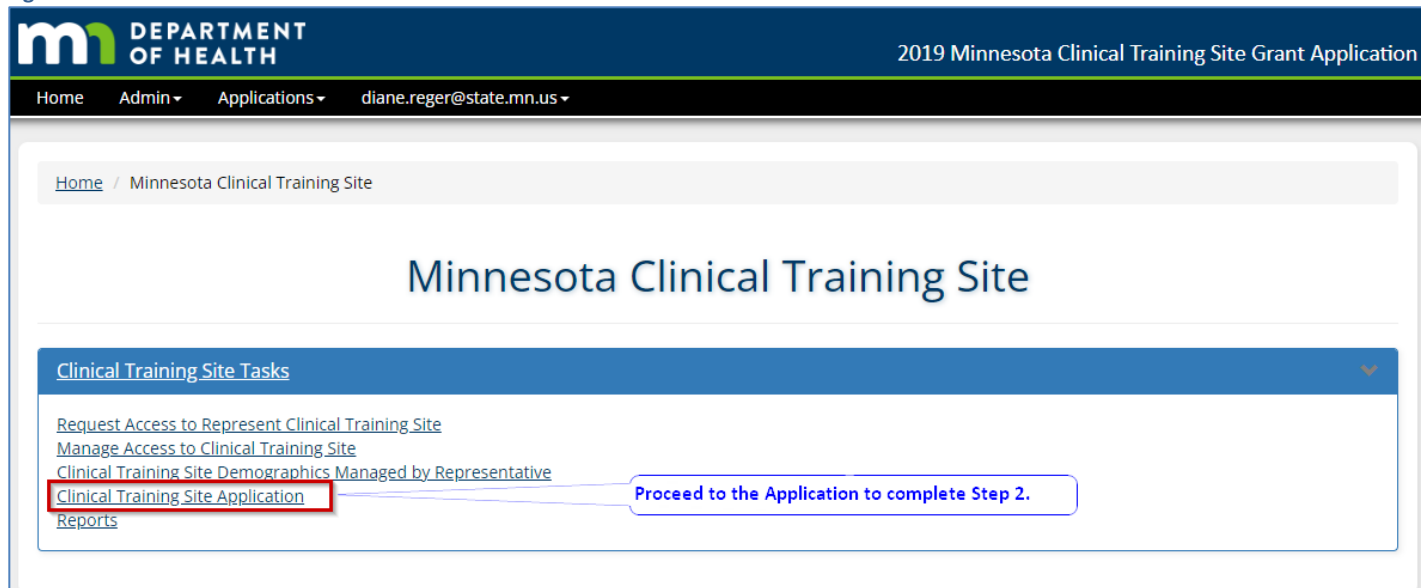 DEPARTMENT
OF HEALTH
2019 Minnesota Clinical Training Site Grant Application
Home Admin Applications diane.reger@state.mn.us
Home / Minnesota Clinical Training Site
Minnesota Clinical Training Site
Clinical Training Site Tasks
Request Access to Represent Clinical Training Site
Manage Access to Clinical Training Site
Clinical Training Site Demographics Managed by Representative
Clinical Training Site Application
Proceed to the Application to complete Step 2.
Reports